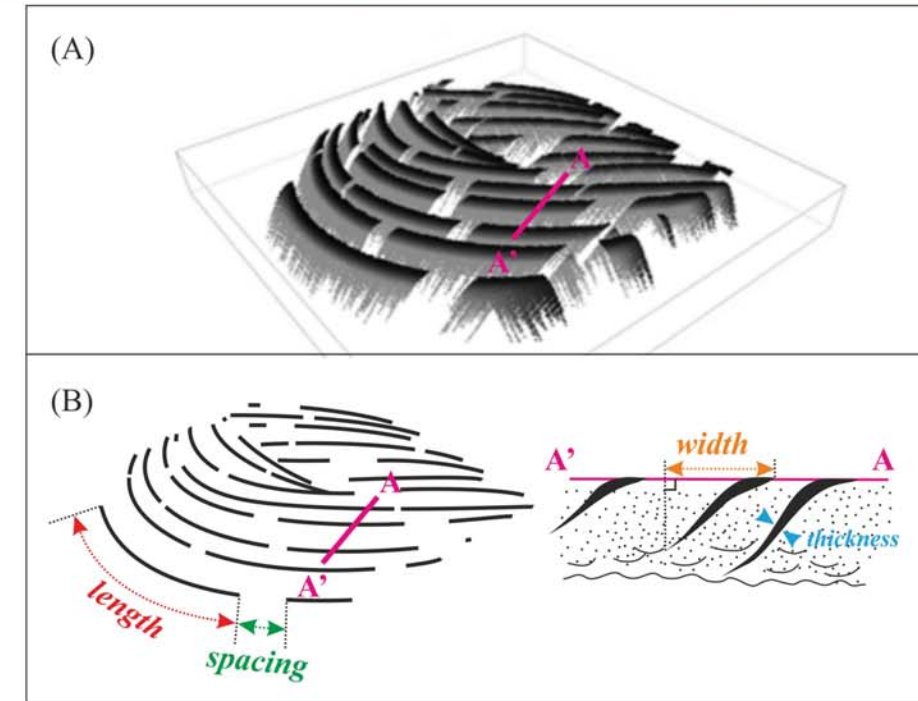 (A)
A
A'
(B)
A
A'
length
spacing
A'
width
A
thickness